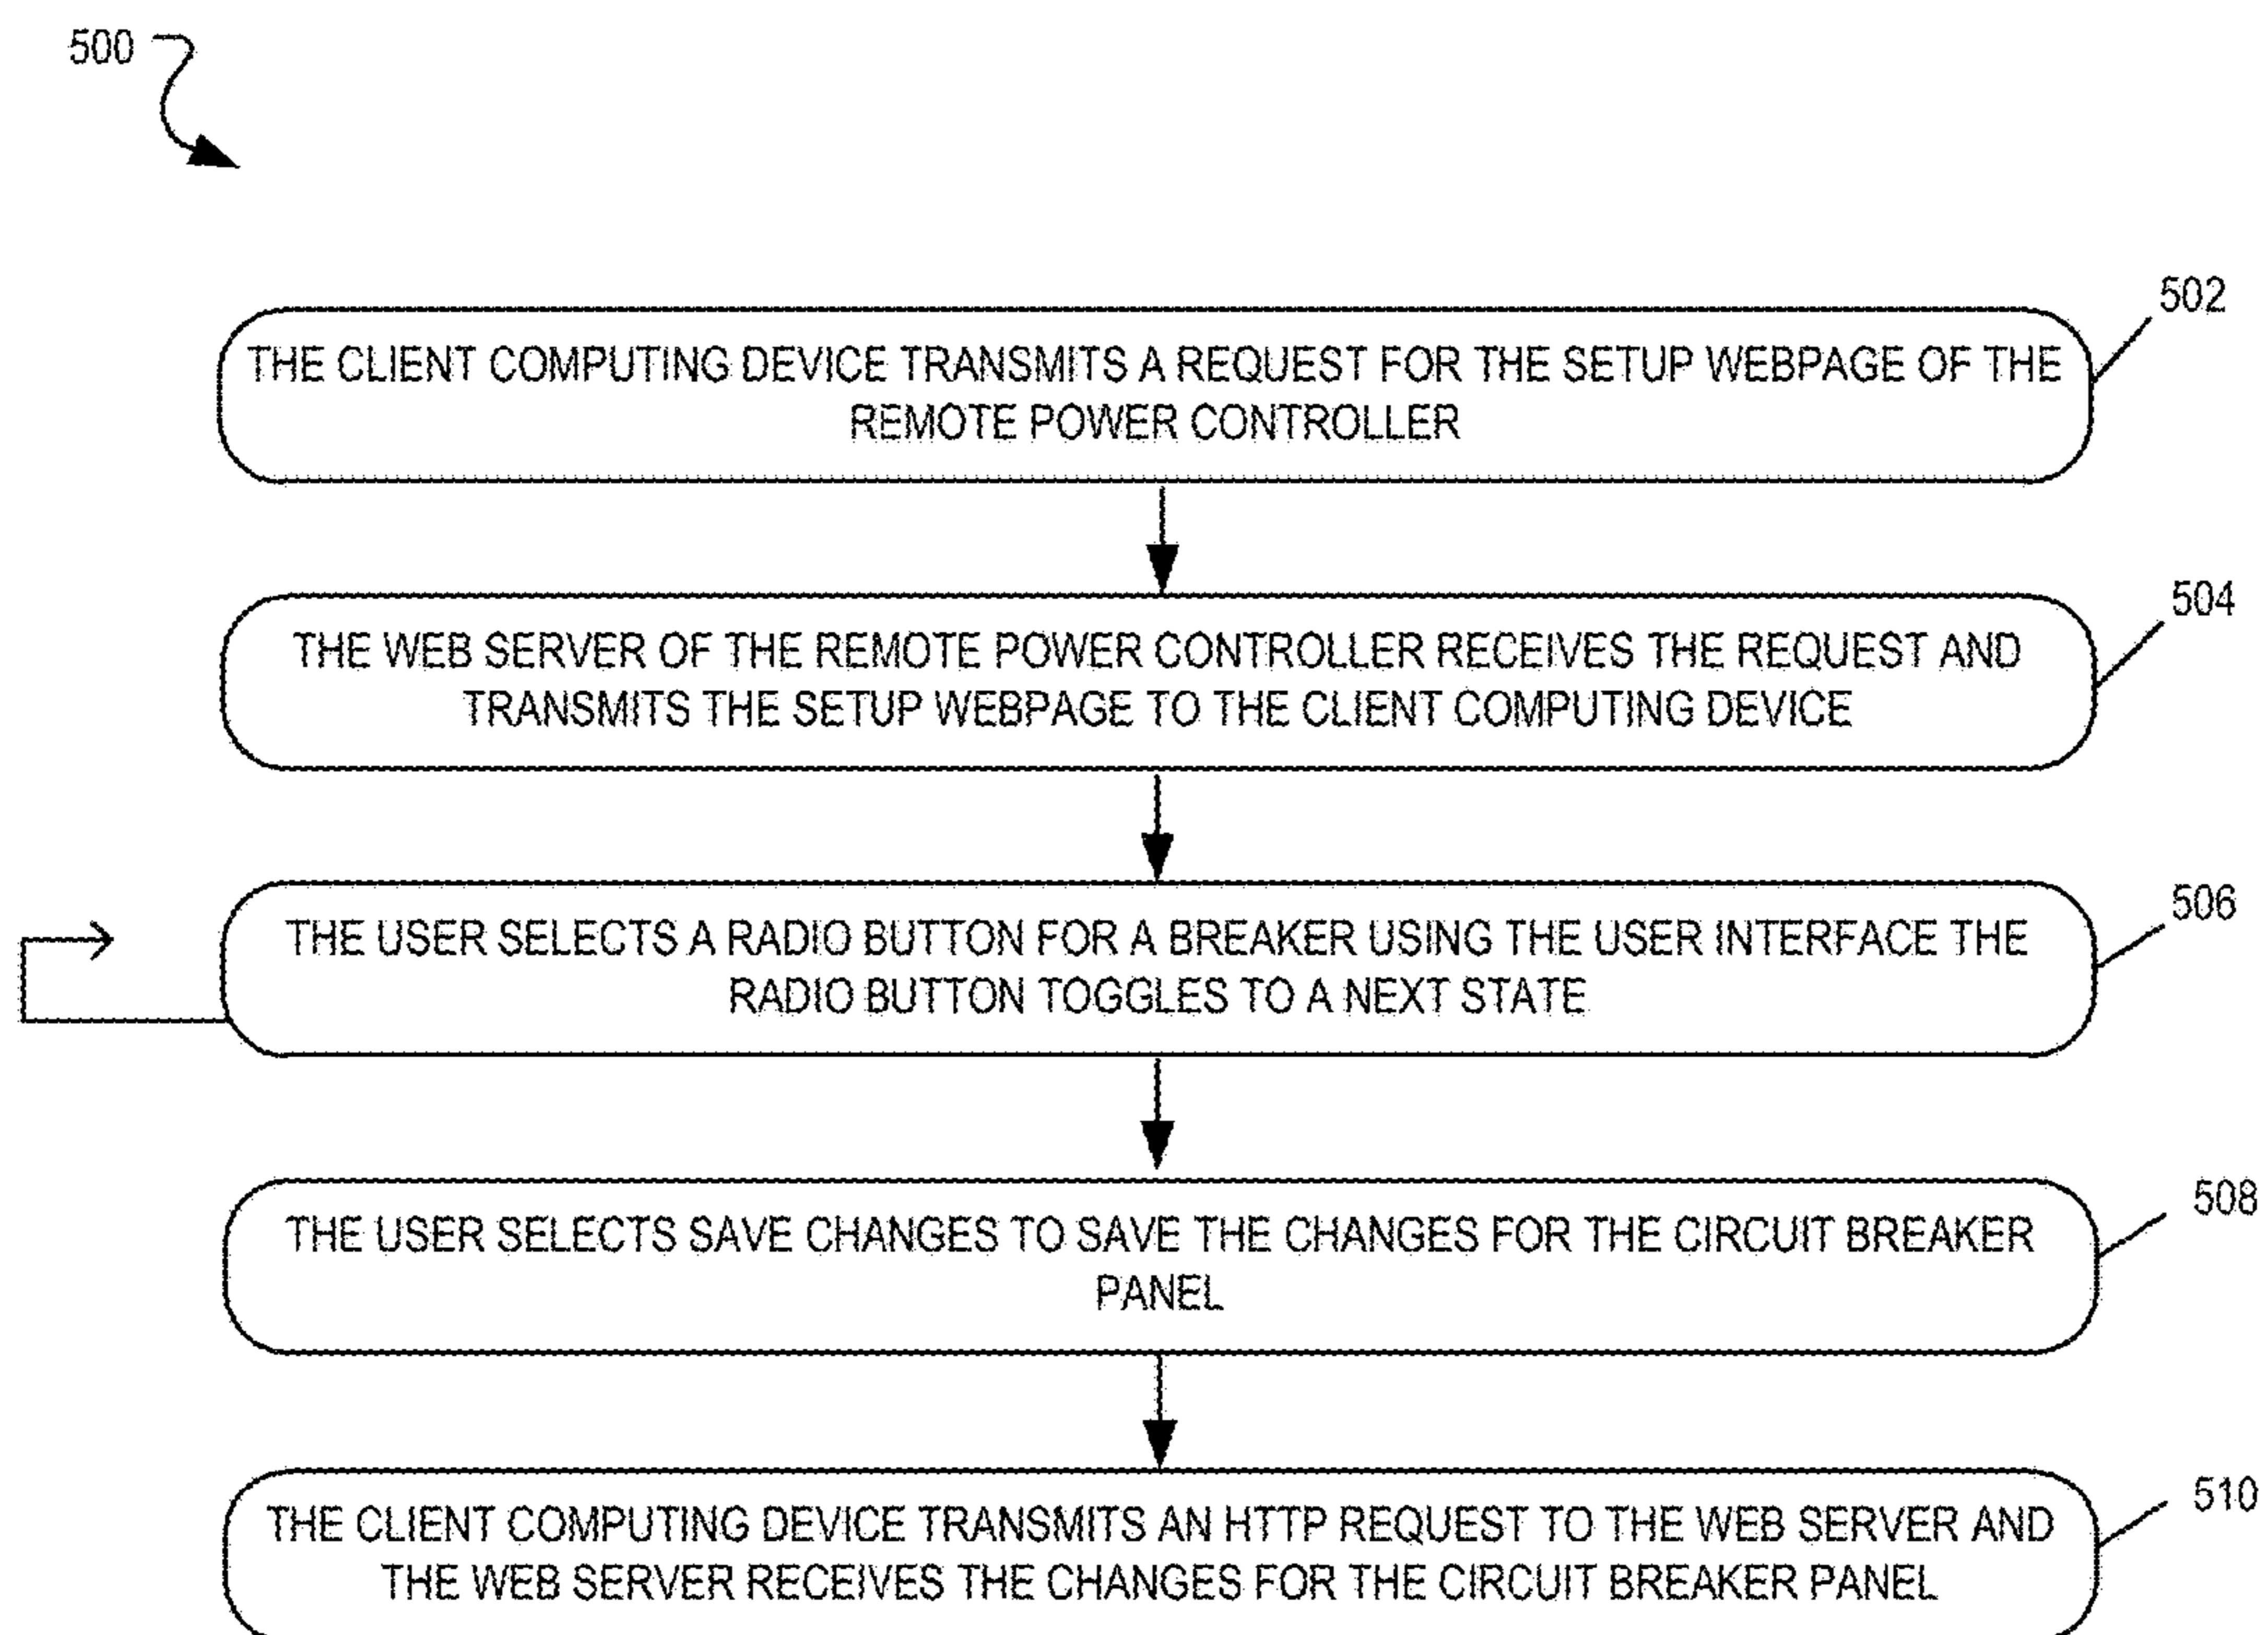 500
502
THE CLIENT COMPUTING DEVICE TRANSMITS A REQUEST FOR THE SETUP WEBPAGE OF THE
REMOTE POWER CONTROLLER
504
THE WEB SERVER OF THE REMOTE POWER CONTROLLER RECEIVES THE REQUEST AND
TRANSMITS THE SETUP WEBPAGE TO THE CLIENT COMPUTING DEVICE
506
THE USER SELECTS A RADIO BUTTON FOR A BREAKER USING THE USER INTERFACE THE
RADIO BUTTON TOGGLES TO A NEXT STATE
508
THE USER SELECTS SAVE CHANGES TO SAVE THE CHANGES FOR THE CIRCUIT BREAKER
PANEL
510
THE CLIENT COMPUTING DEVICE TRANSMITS AN HTTP REQUEST TO THE WEB SERVER AND
THE WEB SERVER RECEIVES THE CHANGES FOR THE CIRCUIT BREAKER PANEL